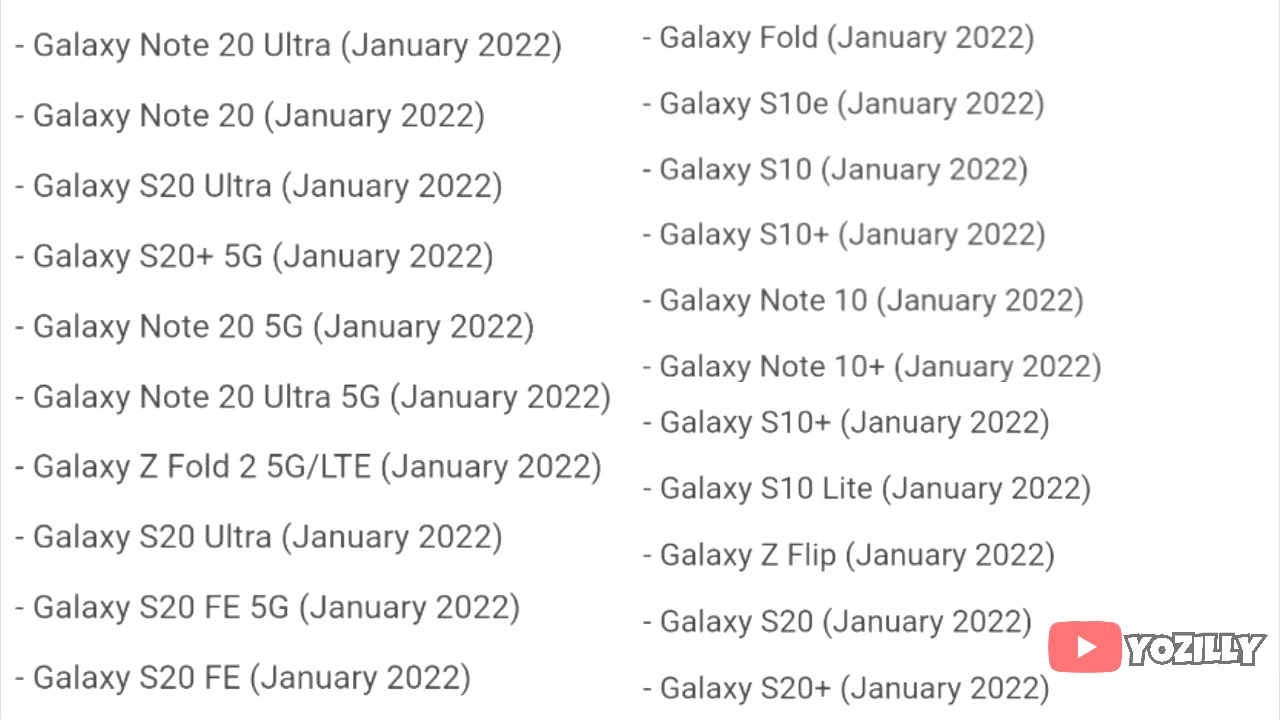 - Galaxy Note 20 Ultra (January 2022)
- Galaxy Note 20 (January 2022)
- Galaxy S20 Ultra (January 2022)
- Galaxy S20+ 5G (January 2022)
- Galaxy Note 20 5G (January 2022)
- Galaxy Note 20 Ultra 5G (January 2022)
- Galaxy Z Fold 2 5G/LTE (January 2022)
- Galaxy S20 Ultra (January 2022)
- Galaxy S20 FE 5G (January 2022)
- Galaxy S20 FE (January 2022)
- Galaxy Fold (January 2022)
- Galaxy S10e (January 2022)
- Galaxy S10 (January 2022)
- Galaxy S10+ (January 2022)
- Galaxy Note 10 (January 2022)
- Galaxy Note 10+ (January 2022)
- Galaxy S10+ (January 2022)
- Galaxy S10 Lite (January 2022)
- Galaxy Z Flip (January 2022)
- Galaxy S20 (January 2022)
- Galaxy S20+ (January 2022)
YOZILLY